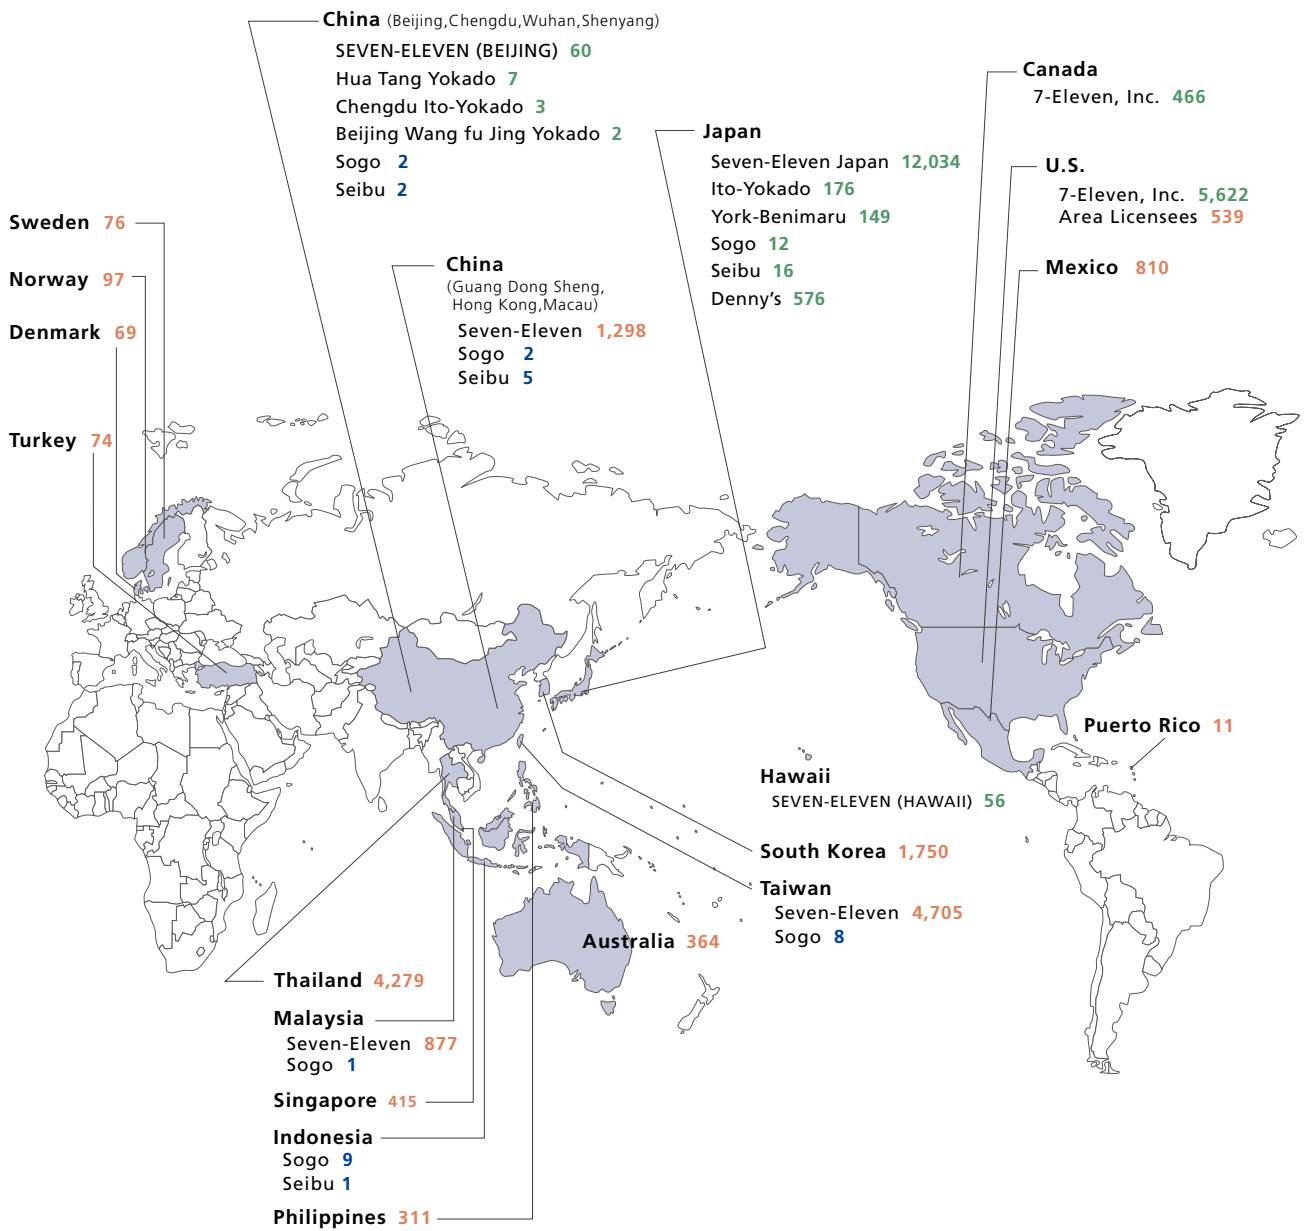 China (Beijing,Chengdu,Wuhan,Shenyang)
SEVEN-ELEVEN (BEIJING) 60
Hua Tang Yokado 7
Chengdu Ito-Yokado 3
Beijing Wang fu Jing Yokado 2
Sogo 2
Seibu 2
Canada
7-Eleven, Inc. 466
Japan
Seven-Eleven Japan 12,034
Ito-Yokado 176
York-Benimaru 149
Sogo 12
Seibu 16
Denny's 576
U.S.
7-Eleven, Inc. 5,622
Area Licensees 539
Mexico 810
Sweden 76
Norway 97
Denmark 69
Turkey 74
China
(Guang Dong Sheng,
Hong Kong,Macau)
Seven-Eleven 1,298
Sogo 2
Seibu 5
Puerto Rico 11
Hawaii
SEVEN-ELEVEN (HAWAII) 56
South Korea 1,750
Taiwan
Seven-Eleven 4,705
Sogo 8
Australia 364
Thailand 4,279
Malaysia
Seven-Eleven 877
Sogo 1
Singapore 415
Indonesia
Sogo 9
Seibu 1
Philippines 311